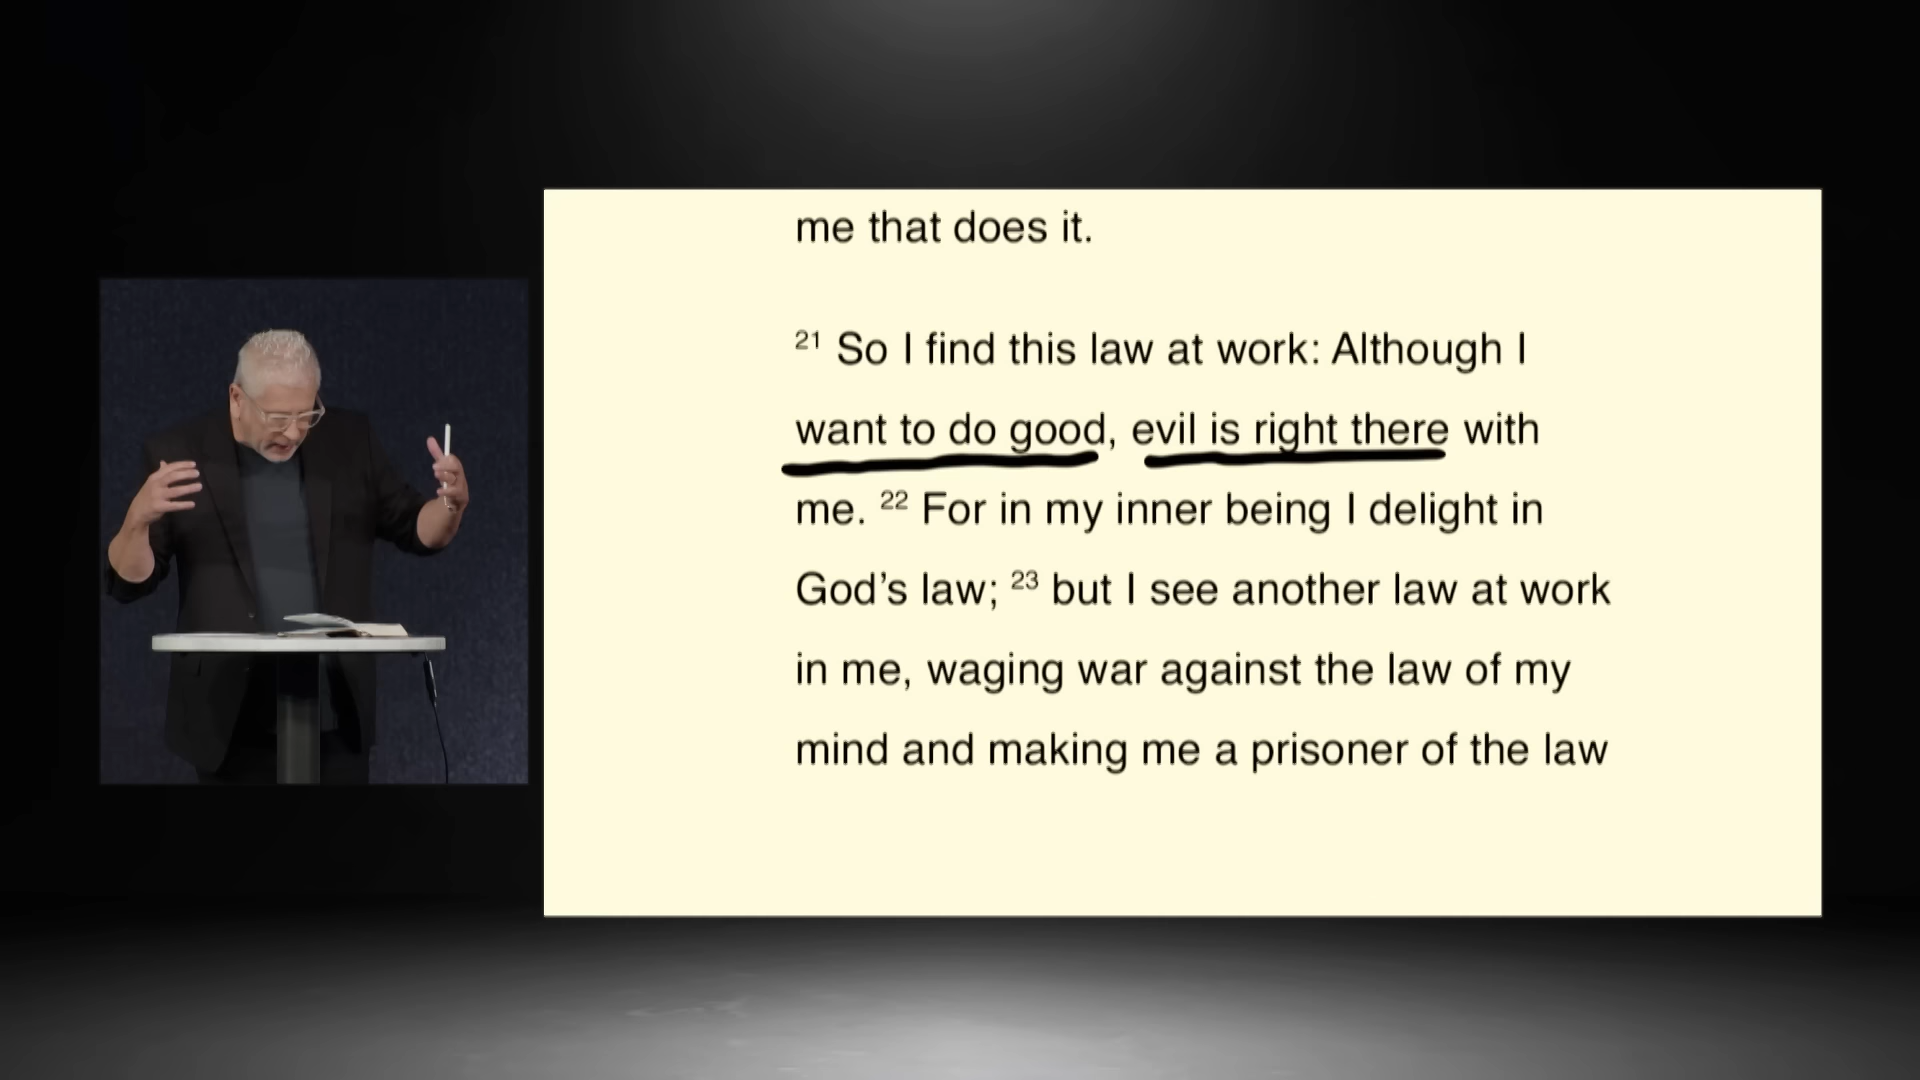 me that does it.
21 So I find this law at work: Although I
want to do good, evil is right there with
me. 22 For in my inner being I delight in
God’s law; 23 but I see another law at work
in me, waging war against the law of my
mind and making me a prisoner of the law